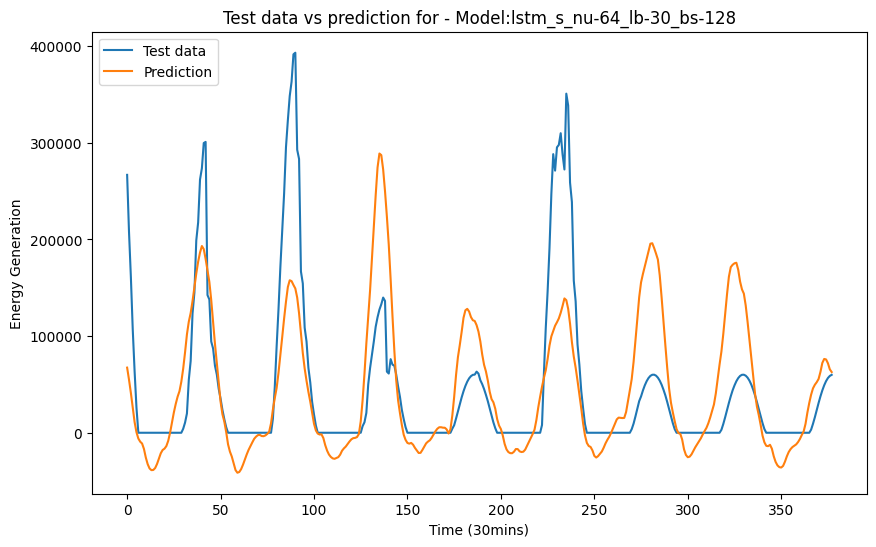 Test data vs prediction for - Model:lstm_s_nu-64_lb-30_bs-128
Test data
Prediction
Energy Generation
400000
300000
200000
100000
0
0 50 100 150 200 250 300 350
Time (30mins)